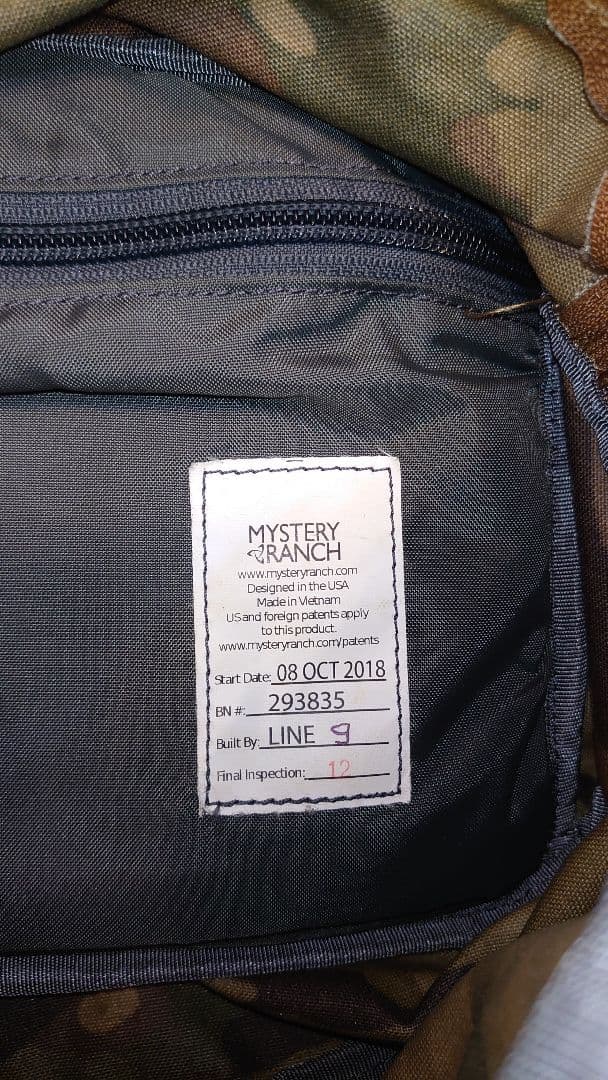 MYSTERY
RANCH
www.mysteryranch.com
Designed in the USA
Made in Vietnam
US and foreign patents apply
to this product.
www.mysteryranch.com/patents
Start Date: 08 OCT 2018
BN #: 293835
Built By: LINE 9
Final Inspection: 12